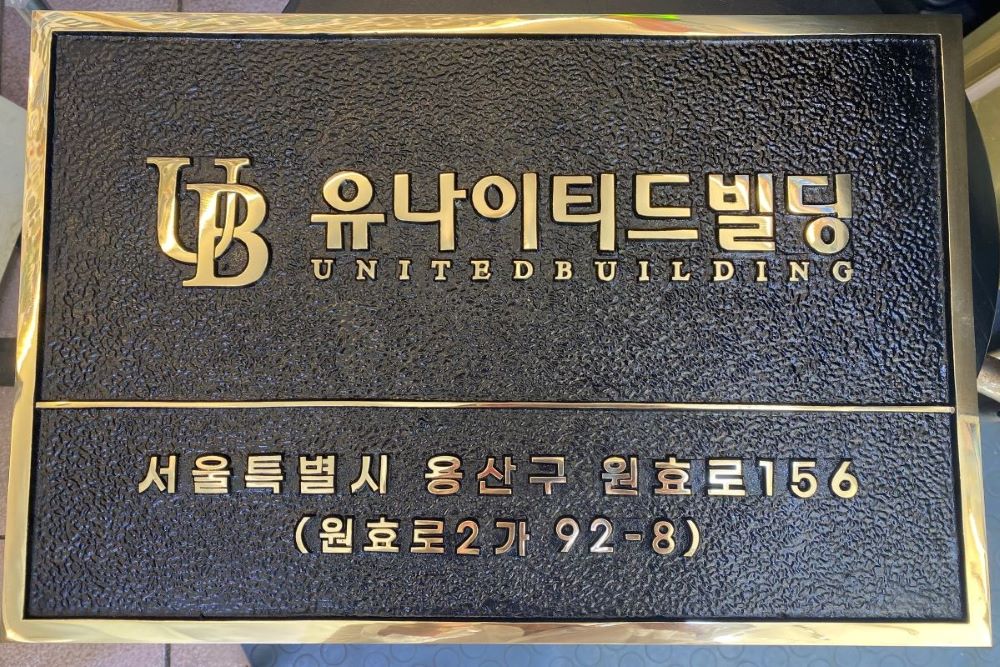 UB
유나이티드빌딩
UNITEDBUILDING
서울특별시 용산구 원효로156
(원효로2가 92-8)